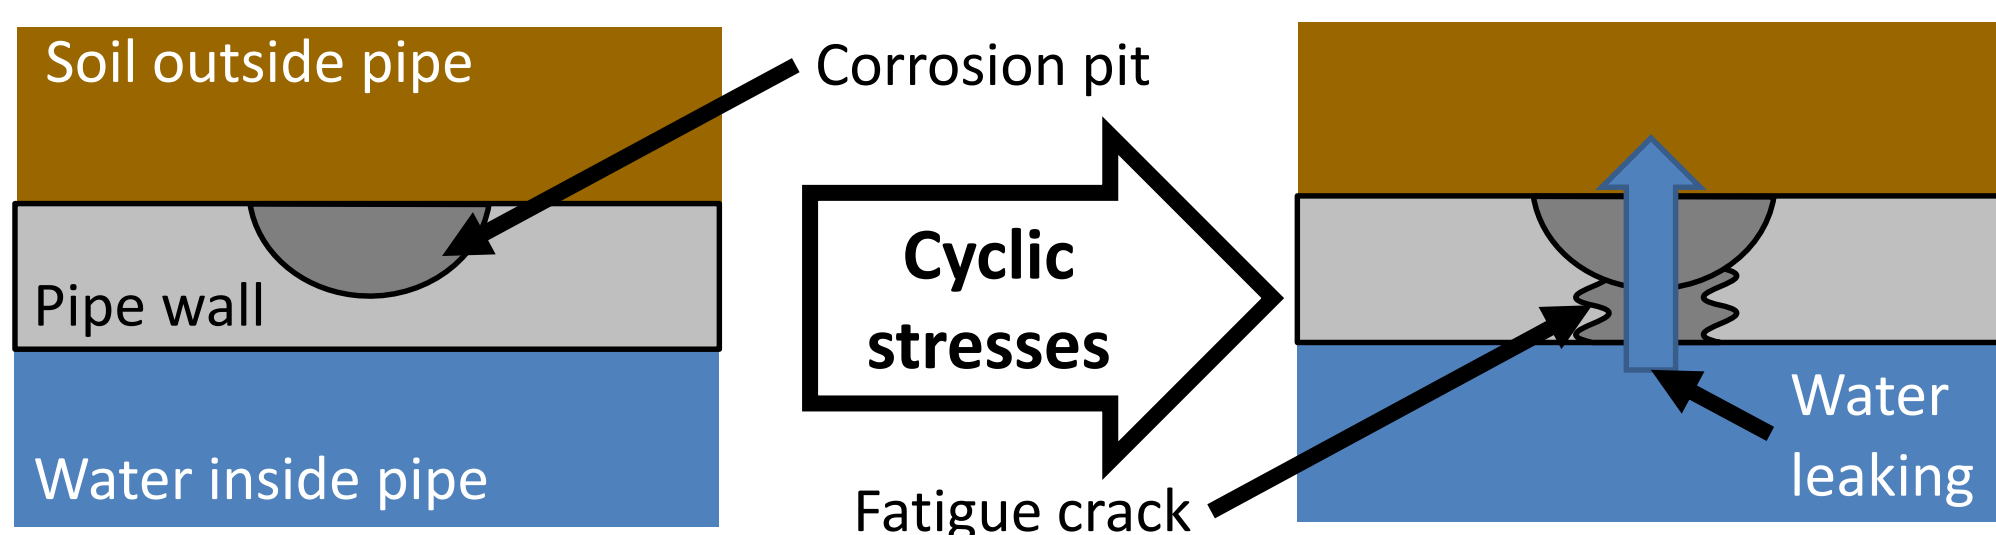 Soil outside pipe
Corrosion pit
Pipe wall
Water inside pipe
Cyclic
stresses
Fatigue crack
Water
leaking